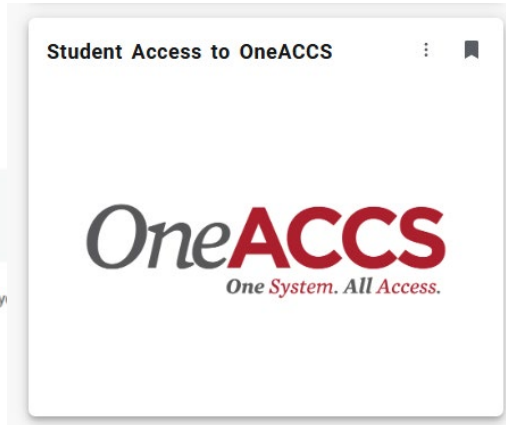 Student Access to OneACCS
OneACCS
One System. All Access.